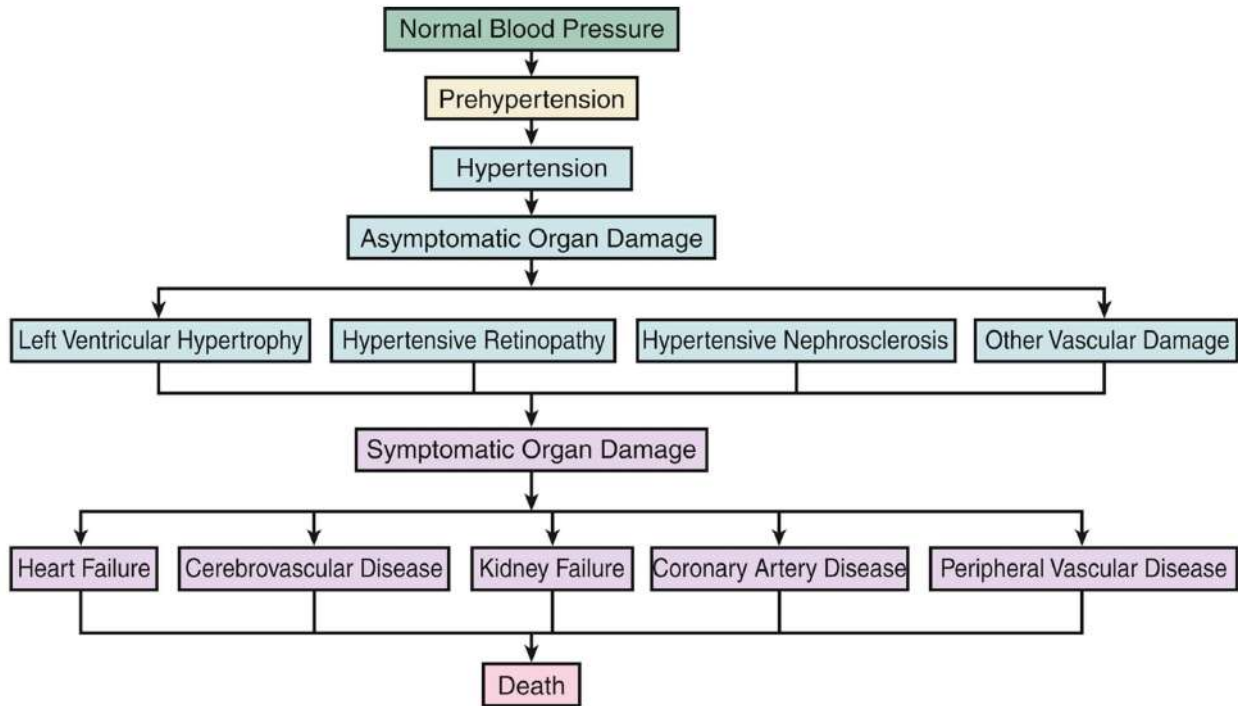 Normal Blood Pressure
Prehypertension
Hypertension
Asymptomatic Organ Damage
Left Ventricular Hypertrophy
Hypertensive Retinopathy
Hypertensive Nephrosclerosis
Other Vascular Damage
Symptomatic Organ Damage
Heart Failure
Cerebrovascular Disease
Kidney Failure
Coronary Artery Disease
Peripheral Vascular Disease
Death